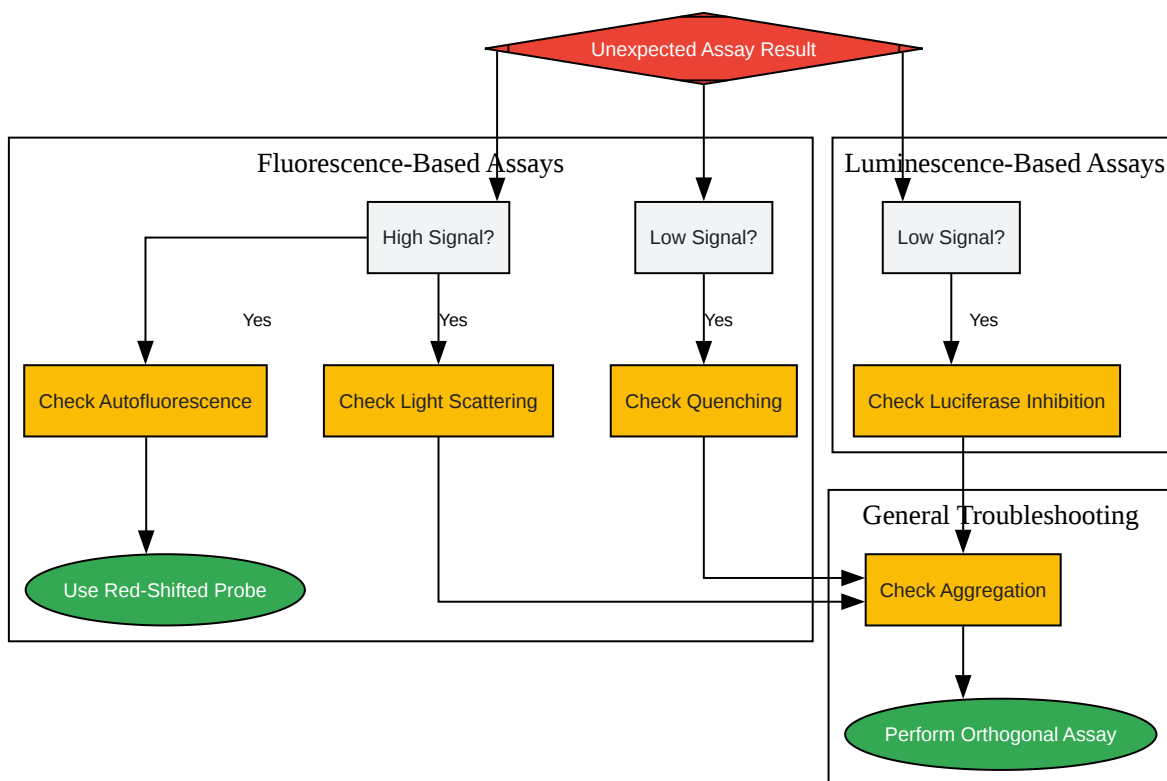 Unexpected Assay Result
Fluorescence-Based Assays
Luminescence-Based Assays
High Signal?
Low Signal?
Low Signal?
Yes
Yes
Yes
Yes
Check Autofluorescence
Check Light Scattering
Check Quenching
Check Luciferase Inhibition
General Troubleshooting
Use Red-Shifted Probe
Check Aggregation
Perform Orthogonal Assay